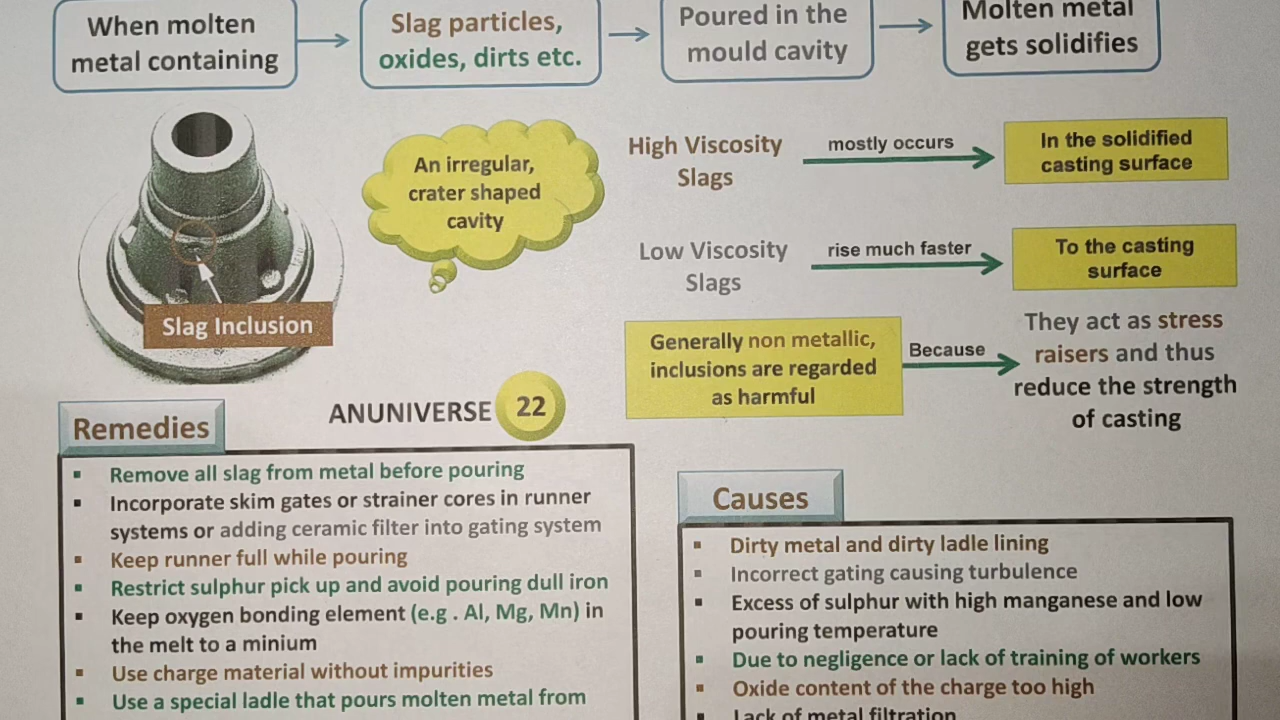 When molten
metal containing
Slag particles,
oxides, dirts etc.
Poured in the
mould cavity
Molten metal
gets solidifies
An irregular,
crater shaped
cavity
Slag Inclusion
High Viscosity
Slags
mostly occurs
In the solidified
casting surface
Low Viscosity
Slags
rise much faster
To the casting
surface
Generally non metallic,
inclusions are regarded
as harmful
Because
They act as stress
raisers and thus
reduce the strength
of casting
ANUNIVERSE 22
Remedies
▪ Remove all slag from metal before pouring
▪ Incorporate skim gates or strainer cores in runner
systems or adding ceramic filter into gating system
▪ Keep runner full while pouring
▪ Restrict sulphur pick up and avoid pouring dull iron
▪ Keep oxygen bonding element (e.g . Al, Mg, Mn) in
the melt to a minium
▪ Use charge material without impurities
▪ Use a special ladle that pours molten metal from
Causes
▪ Dirty metal and dirty ladle lining
▪ Incorrect gating causing turbulence
▪ Excess of sulphur with high manganese and low
pouring temperature
▪ Due to negligence or lack of training of workers
▪ Oxide content of the charge too high
▪ Lack of metal filtration